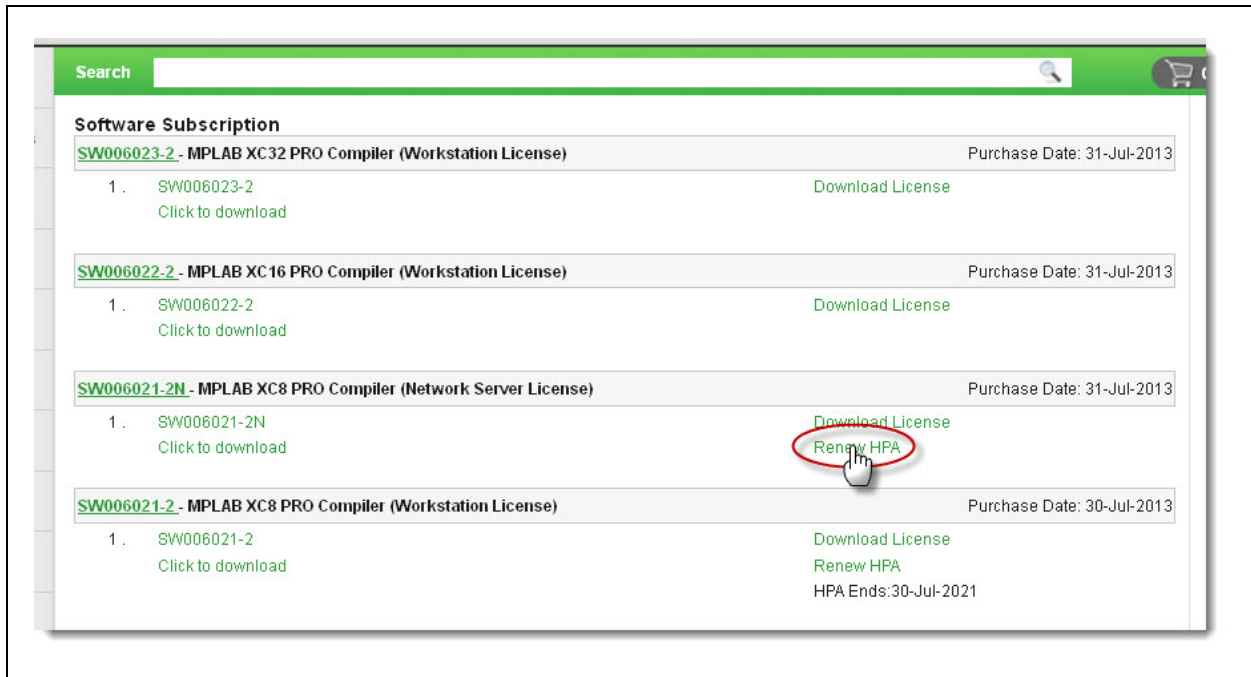 Search
Software Subscription
SW006023-2 - MPLAB XC32 PRO Compiler (Workstation License) Purchase Date: 31-Jul-2013
1. SW006023-2 Download License
Click to download
SW006022-2 - MPLAB XC16 PRO Compiler (Workstation License) Purchase Date: 31-Jul-2013
1. SW006022-2 Download License
Click to download
SW006021-2N - MPLAB XC8 PRO Compiler (Network Server License) Purchase Date: 31-Jul-2013
1. SW006021-2N Download License
Click to download Renew HPA
SW006021-2 - MPLAB XC8 PRO Compiler (Workstation License) Purchase Date: 30-Jul-2013
1. SW006021-2 Download License
Click to download Renew HPA
HPA Ends:30-Jul-2021